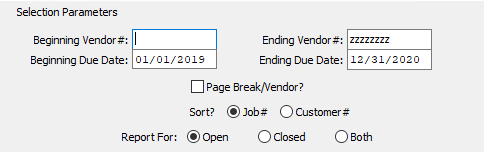 Selection Parameters
Beginning Vendor#: Ending Vendor#: zzzzzzzz
Beginning Due Date: 01/01/2019 Ending Due Date: 12/31/2020
Page Break/Vendor?
Sort? Job# Customer#
Report For: Open Closed Both